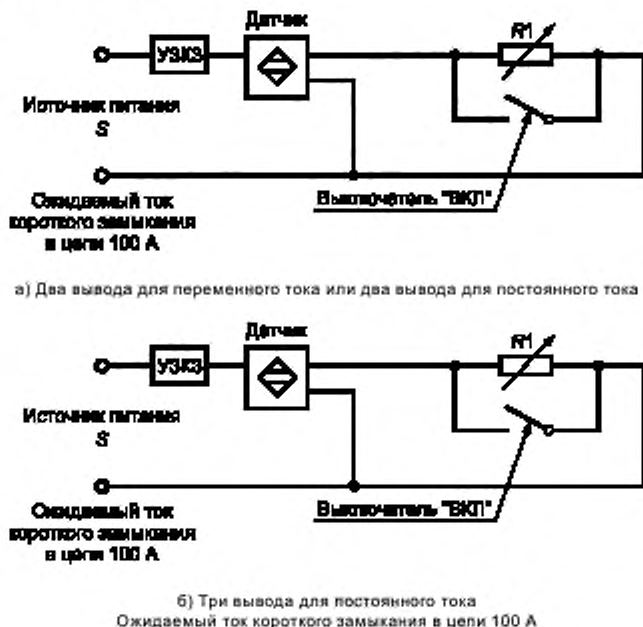 Датчик
R1
УЗКЗ
Источник питания
S
Выключатель "ВКЛ"
Ожидаемый ток
короткого замыкания
в цепи 100 А
а) Два вывода для переменного тока или два вывода для постоянного тока
Датчик
R1
УЗКЗ
Источник питания
S
Выключатель "ВКЛ"
Ожидаемый ток
короткого замыкания
в цепи 100 А
б) Три вывода для постоянного тока
Ожидаемый ток короткого замыкания в цепи 100 А